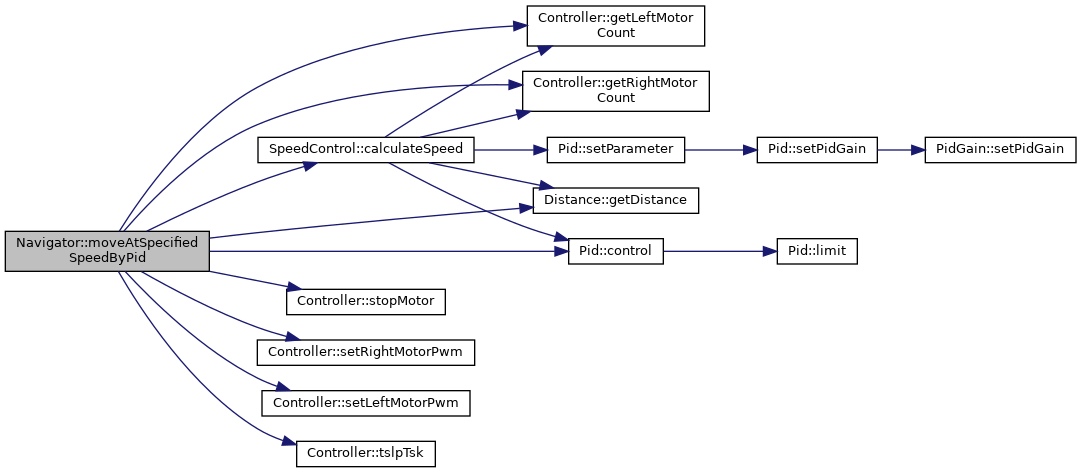 Controller::getLeftMotor
Count
Controller::getRightMotor
Count
SpeedControl::calculateSpeed
Pid::setParameter
Pid::setPidGain
PidGain::setPidGain
Distance::getDistance
Navigator::moveAtSpecified
SpeedByPid
Pid::control
Pid::limit
Controller::stopMotor
Controller::setRightMotorPwm
Controller::setLeftMotorPwm
Controller::tslpTsk